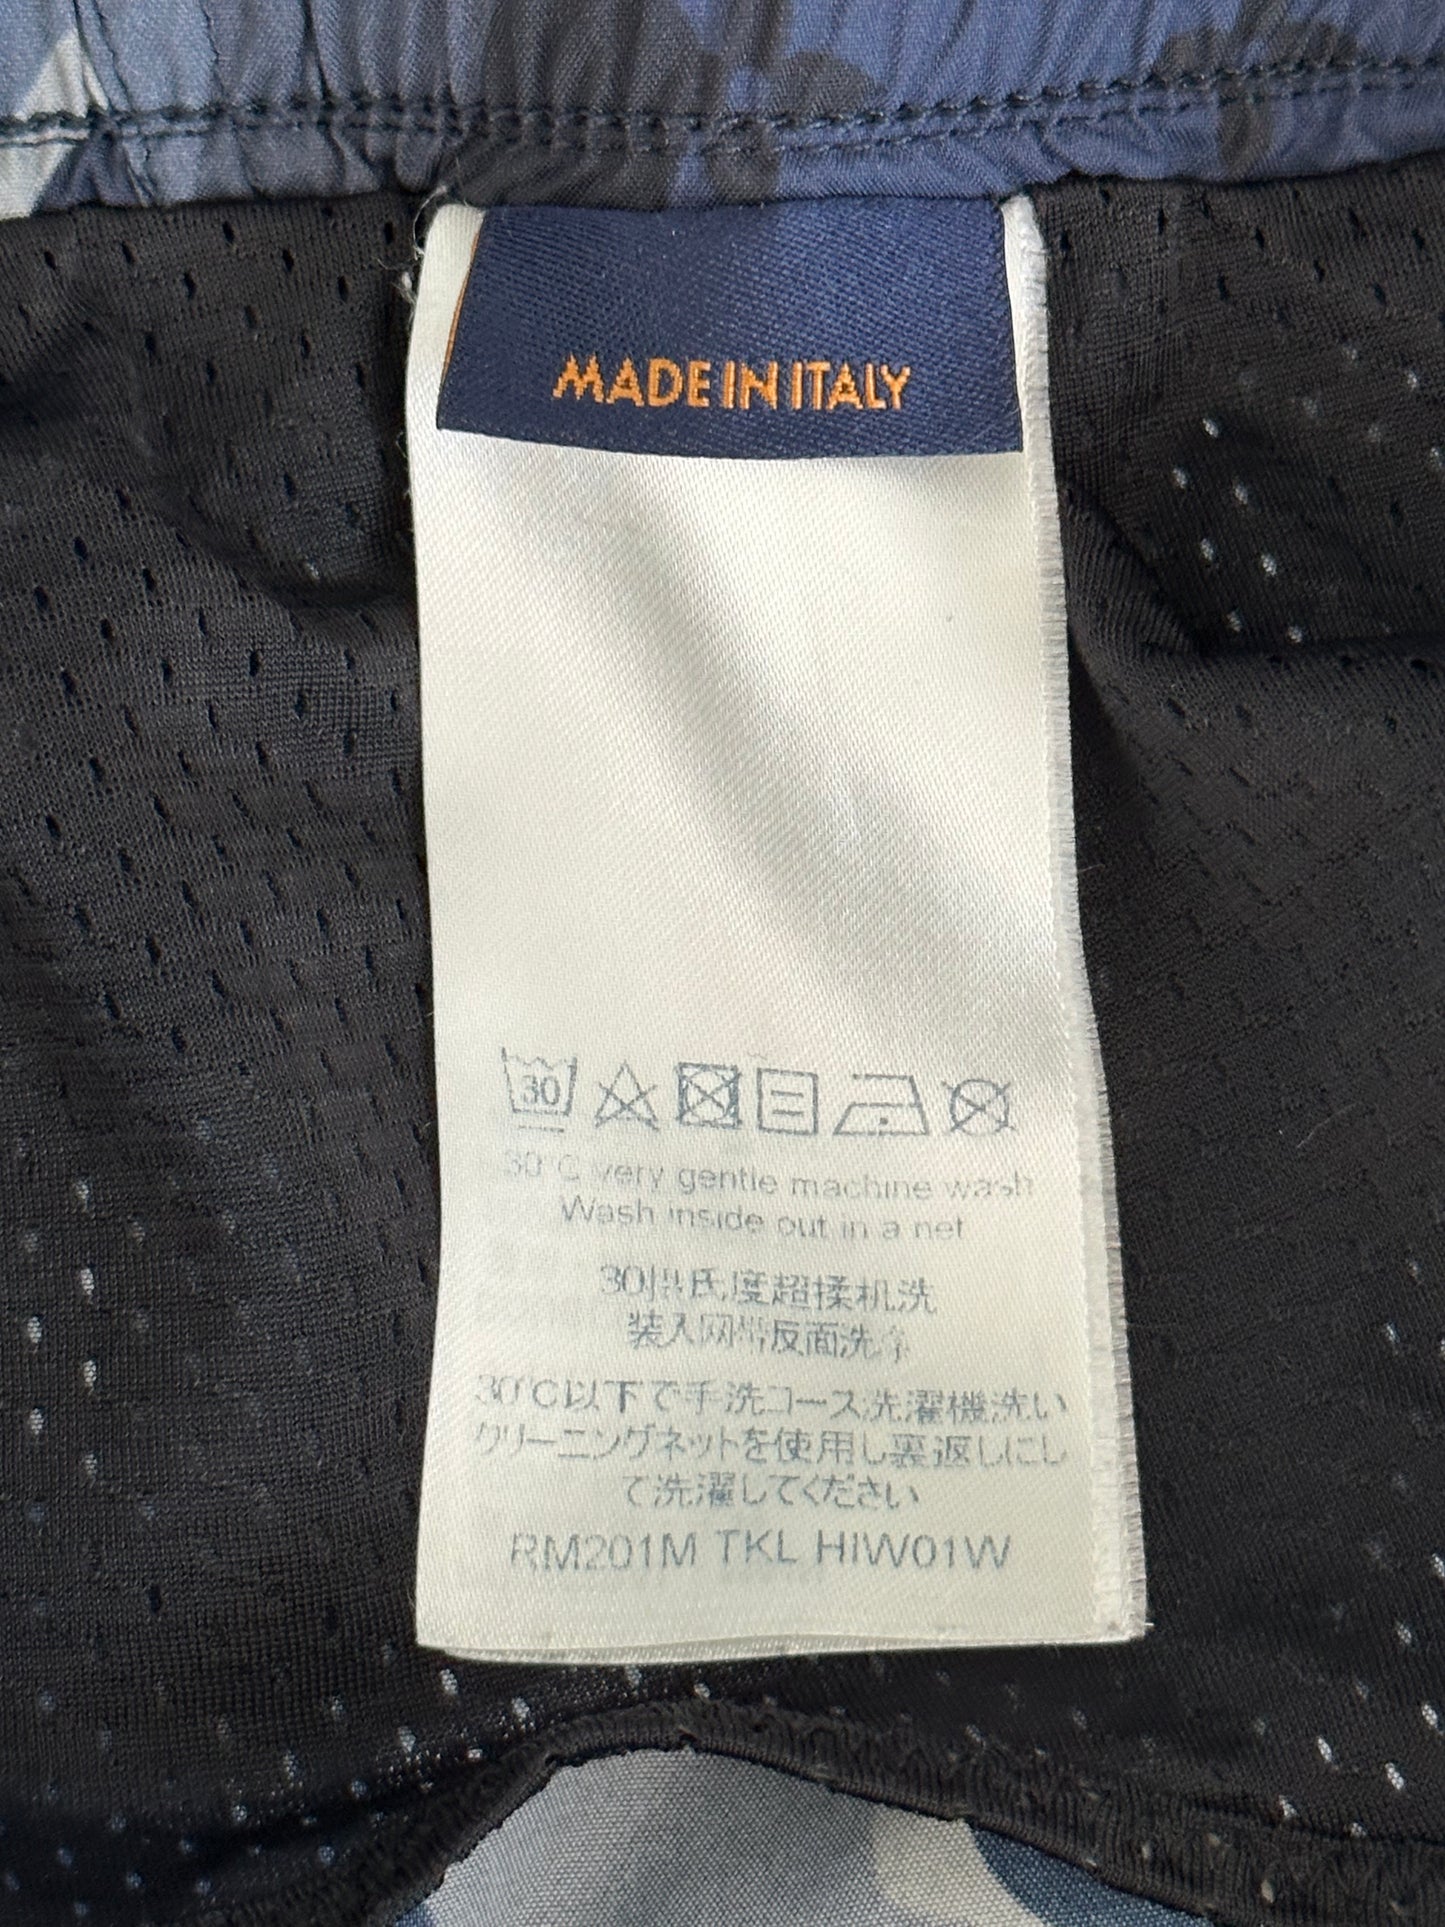 MADE IN ITALY
30
30°C very gentle machine wash
Wash inside out in a net
30摄氏度超揉机洗
装入网袋反面洗净
30℃以下で手洗コース洗濯機洗い
クリーニングネットを使用し裏返しにし
て洗濯してください
RM201M TKL HIW01W